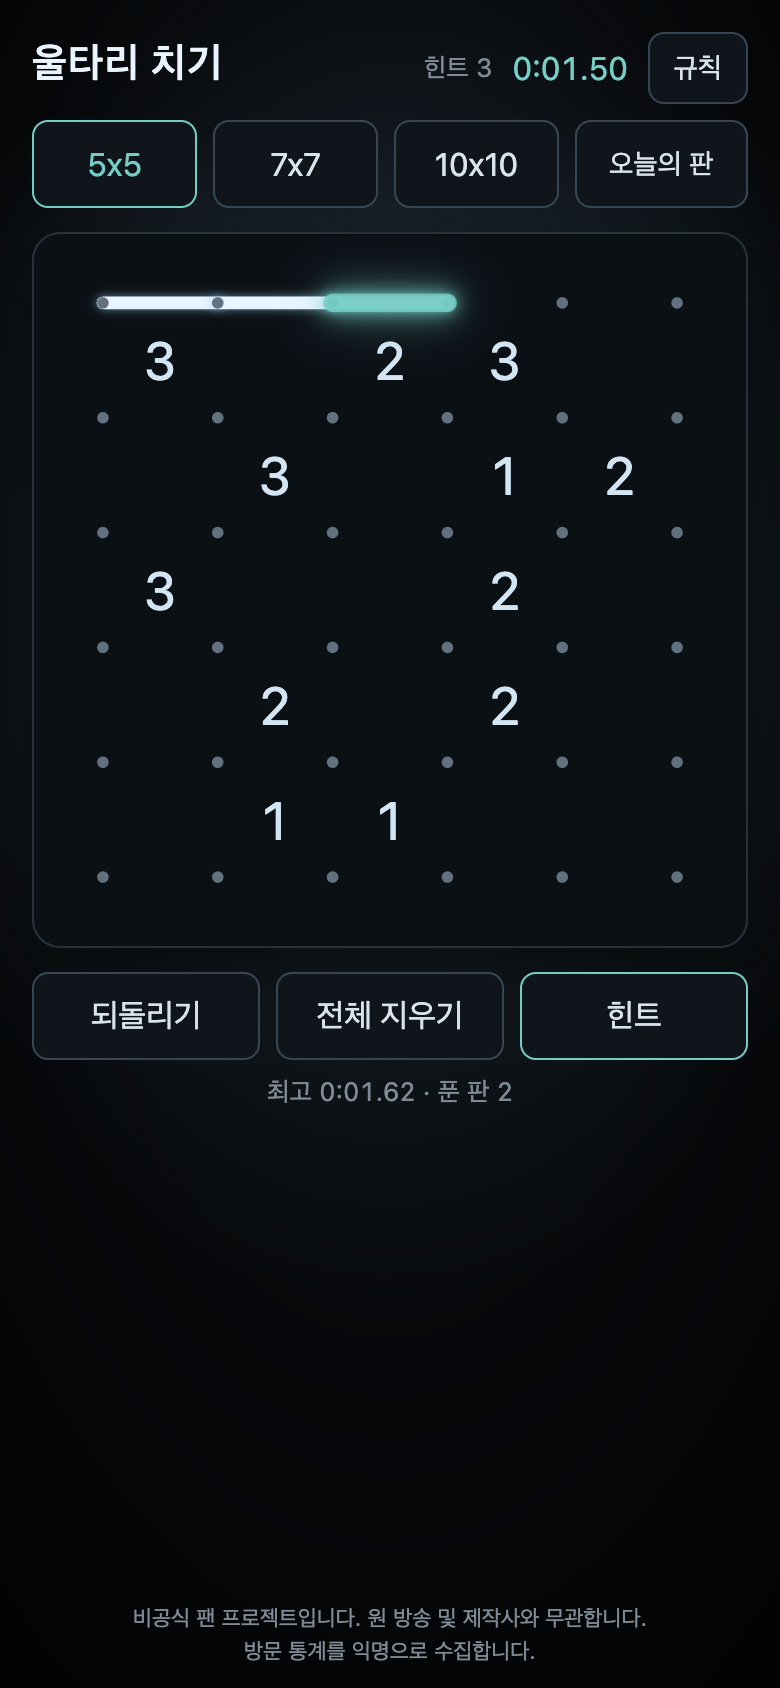 울타리 치기
힌트 3 0:01.50 규칙
5x5 7x7 10x10 오늘의 판
3 2 3
3 1 2
3 2
2 2
1 1
되돌리기 전체 지우기 힌트
최고 0:01.62 · 푼 판 2
비공식 팬 프로젝트입니다. 원 방송 및 제작사와 무관합니다.
방문 통계를 익명으로 수집합니다.